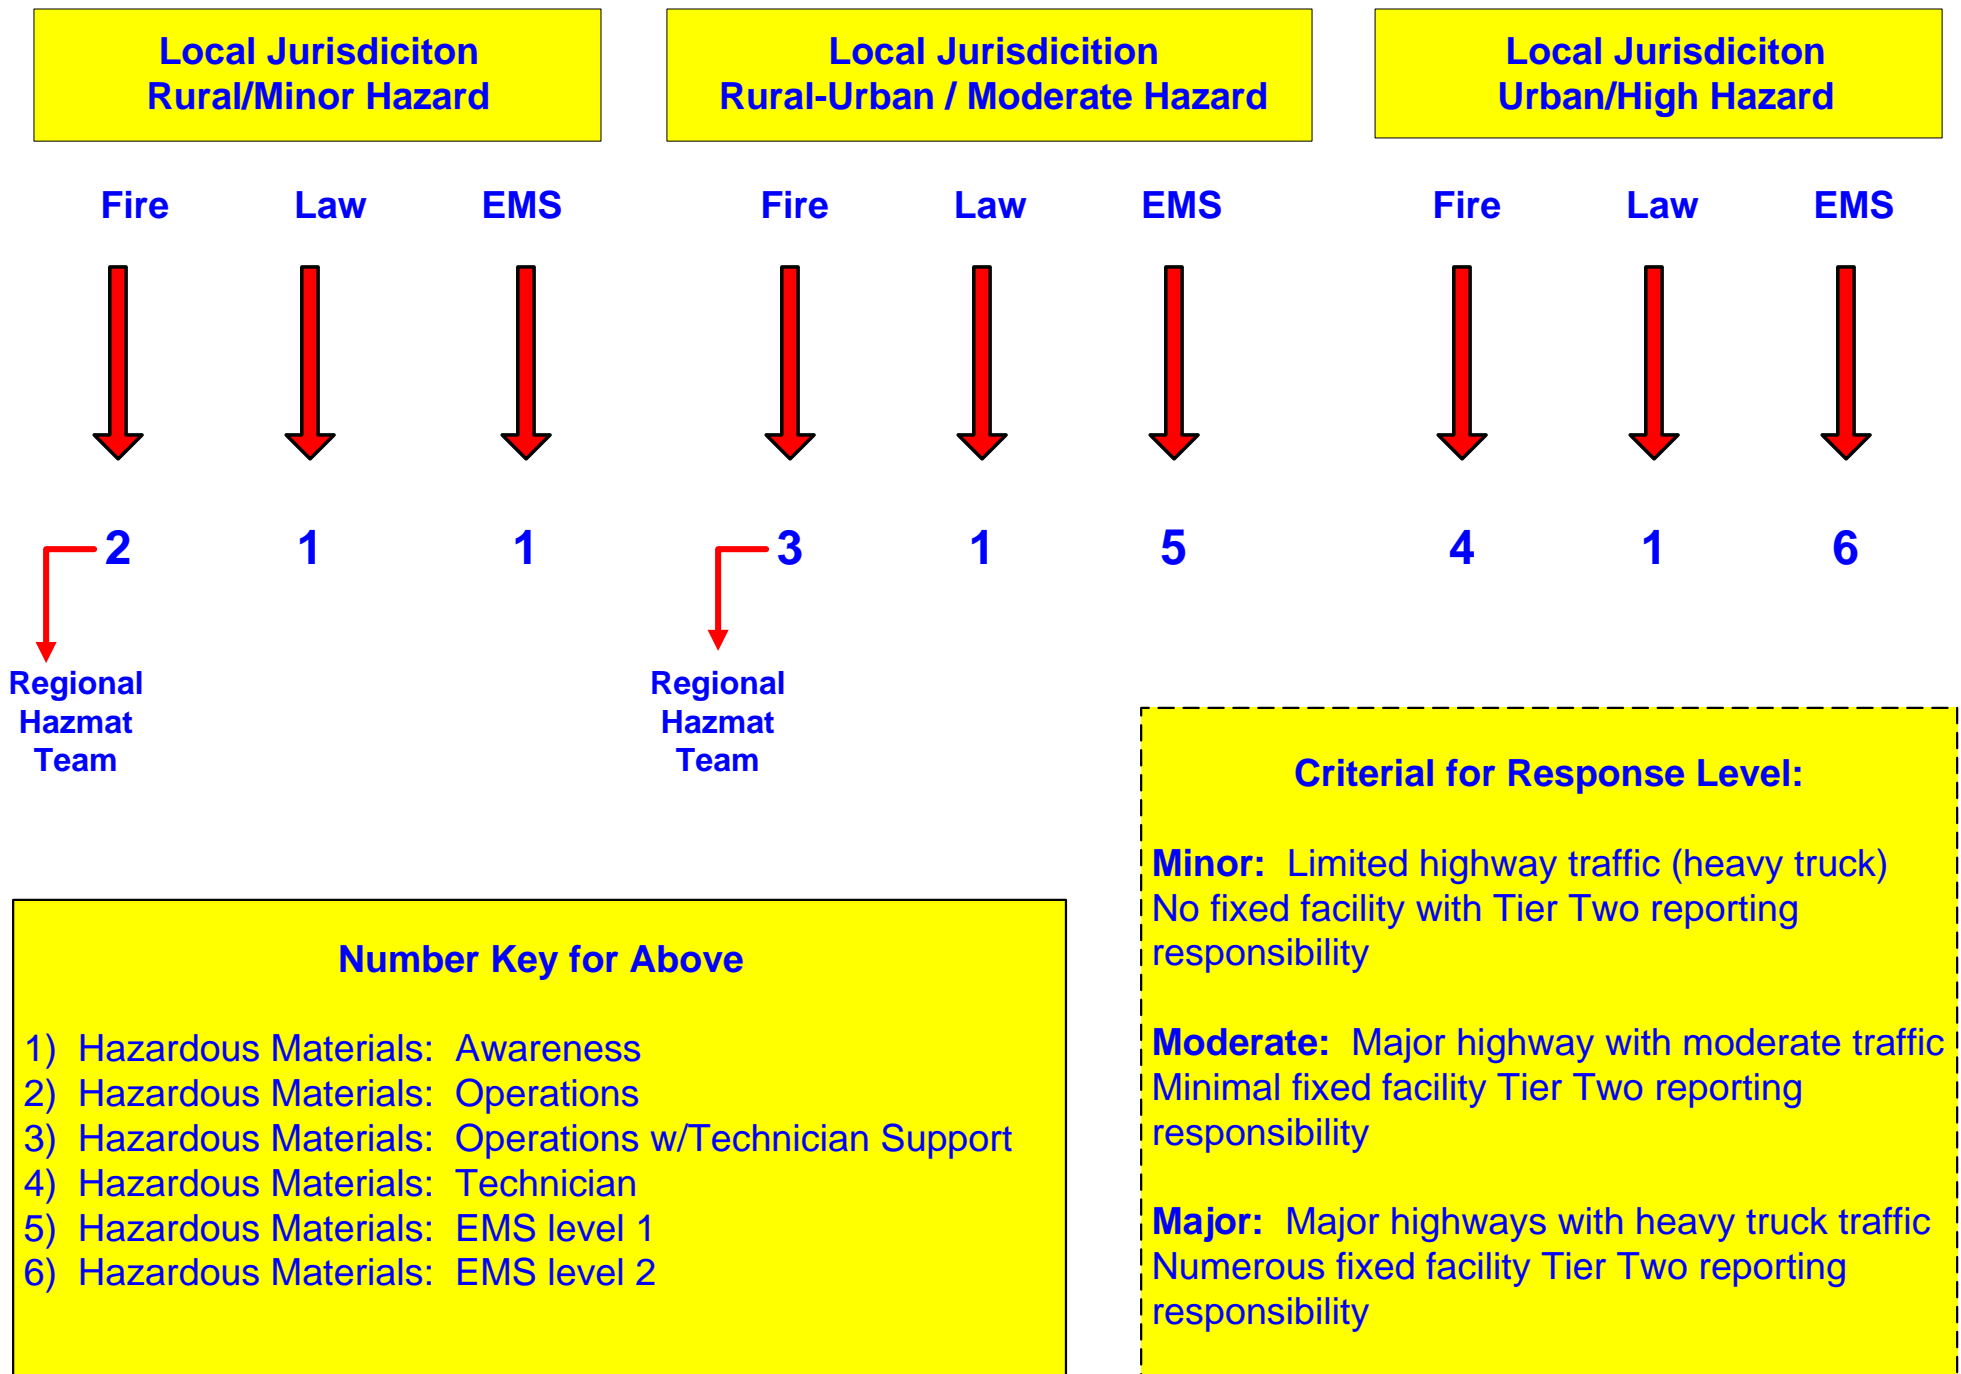 Local Jurisdiciton
Rural/Minor Hazard
Local Jurisdicition
Rural-Urban / Moderate Hazard
Local Jurisdiciton
Urban/High Hazard
Fire Law EMS Fire Law EMS Fire Law EMS
2 1 1 3 1 5 4 1 6
Regional
Hazmat
Team
Regional
Hazmat
Team
Number Key for Above
1) Hazardous Materials: Awareness
2) Hazardous Materials: Operations
3) Hazardous Materials: Operations w/Technician Support
4) Hazardous Materials: Technician
5) Hazardous Materials: EMS level 1
6) Hazardous Materials: EMS level 2
Criterial for Response Level:
Minor: Limited highway traffic (heavy truck)
No fixed facility with Tier Two reporting
responsibility
Moderate: Major highway with moderate traffic
Minimal fixed facility Tier Two reporting
responsibility
Major: Major highways with heavy truck traffic
Numerous fixed facility Tier Two reporting
responsibility